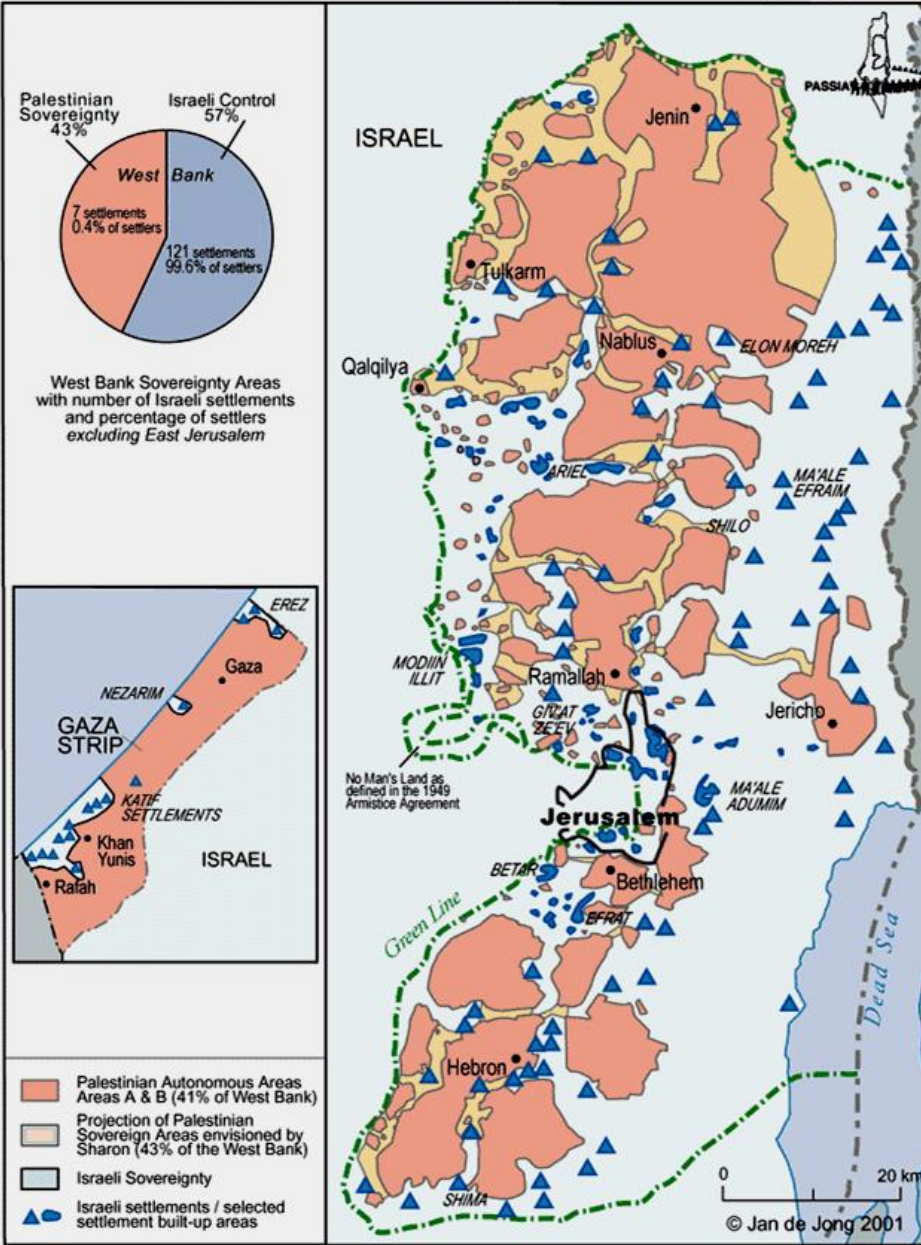 Palestinian
Sovereignty
43%
Israeli Control
57%
West Bank
7 settlements
0.4% of settlers
121 settlements
99.6% of settlers
West Bank Sovereignty Areas
with number of Israeli settlements
and percentage of settlers
excluding East Jerusalem
EREZ
Gaza
NEZARIM
GAZA
STRIP
KATIF
SETTLEMENTS
Khan
Yunis
ISRAEL
Rafah
Palestinian Autonomous Areas
Areas A & B (41% of West Bank)
Projection of Palestinian
Sovereign Areas envisioned by
Sharon (43% of the West Bank)
Israeli Sovereignty
Israeli settlements / selected
settlement built-up areas
PASSIA
ISRAEL
Jenin
Tulkarm
Nablus
ELON MOREH
Qalqilya
ARIEL
MA'ALE
EFRAIM
SHILO
MODIIN
ILLIT
Ramallah
GIV'AT
ZE'EV
Jericho
No Man's Land as
defined in the 1949
Armistice Agreement
MA'ALE
ADUMIM
Jerusalem
BETAR
Bethlehem
EFRAT
Green Line
Dead Sea
Hebron
SHIMA
0 20 km
© Jan de Jong 2001